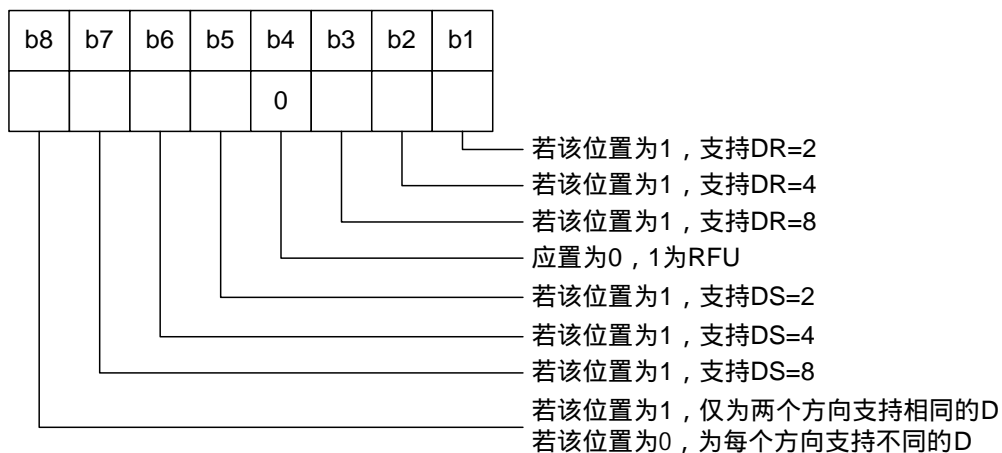 b8 b7 b6 b5 b4 b3 b2 b1
0
若该位置为1，支持DR=2
若该位置为1，支持DR=4
若该位置为1，支持DR=8
应置为0，1为RFU
若该位置为1，支持DS=2
若该位置为1，支持DS=4
若该位置为1，支持DS=8
若该位置为1，仅为两个方向支持相同的D
若该位置为0，为每个方向支持不同的D